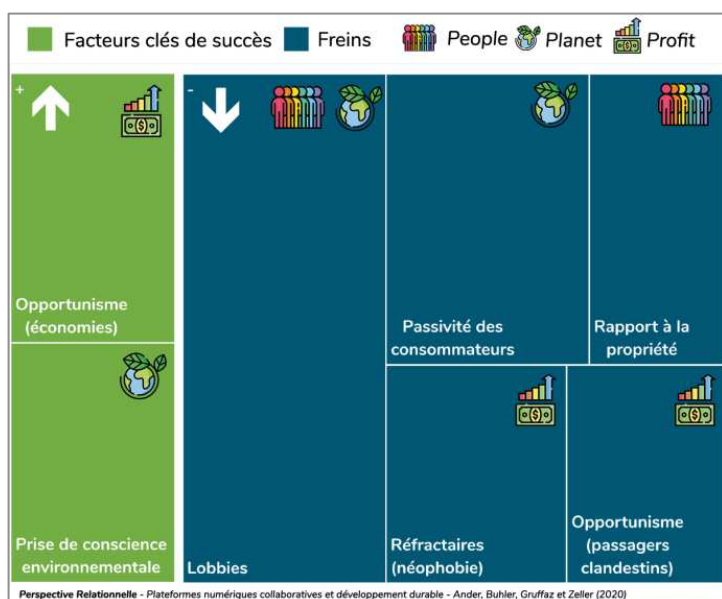 Facteurs clés de succès Freins People Planet Profit
+
-
Opportunisme
(économies)
Passivité des
consommateurs
Rapport à la
propriété
Prise de conscience
environnementale
Lobbies
Réfractaires
(néophobie)
Opportunisme
(passagers
clandestins)
Perspective Relationnelle - Plateformes numériques collaboratives et développement durable - Ander, Buhler, Gruffaz et Zeller (2020)